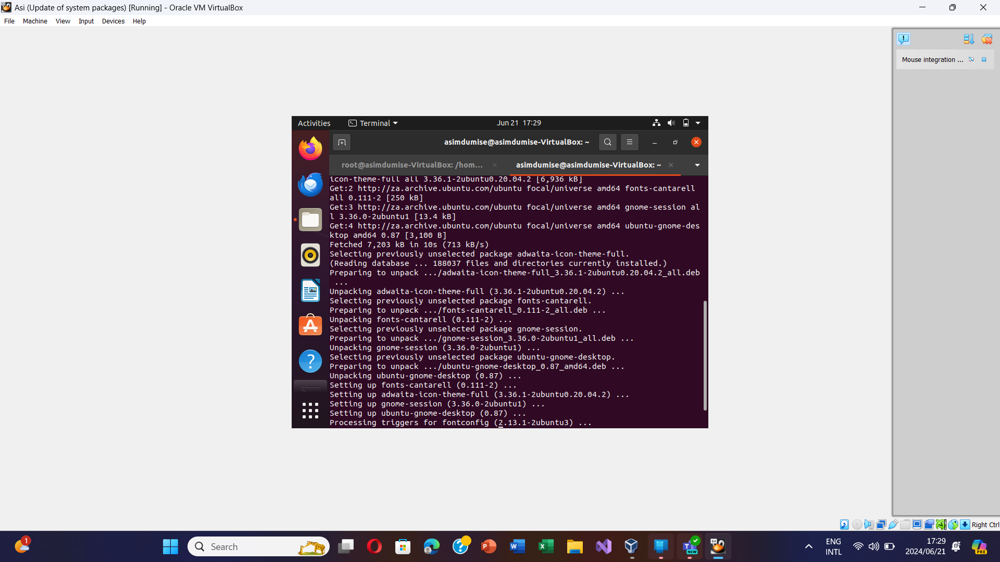 Asi (Update of system packages) [Running] - Oracle VM VirtualBox
File Machine View Input Devices Help
Mouse integration ...
Activities Terminal Jun 21 17:29
asimdumise@asimdumise-VirtualBox: ~
root@asimdumise-VirtualBox: /hom... asimdumise@asimdumise-VirtualBox: ~
icon-theme-full all 3.36.1-2ubuntu0.20.04.2 [6,936 kB]
Get:2 http://za.archive.ubuntu.com/ubuntu focal/universe amd64 fonts-cantarell
all 0.111-2 [250 kB]
Get:3 http://za.archive.ubuntu.com/ubuntu focal/universe amd64 gnome-session al
l 3.36.0-2ubuntu1 [13.4 kB]
Get:4 http://za.archive.ubuntu.com/ubuntu focal/universe amd64 ubuntu-gnome-des
ktop amd64 0.87 [3,100 B]
Fetched 7,203 kB in 10s (713 kB/s)
Selecting previously unselected package adwaita-icon-theme-full.
(Reading database ... 188037 files and directories currently installed.)
Preparing to unpack .../adwaita-icon-theme-full_3.36.1-2ubuntu0.20.04.2_all.deb
...
Unpacking adwaita-icon-theme-full (3.36.1-2ubuntu0.20.04.2) ...
Selecting previously unselected package fonts-cantarell.
Preparing to unpack .../fonts-cantarell_0.111-2_all.deb ...
Unpacking fonts-cantarell (0.111-2) ...
Selecting previously unselected package gnome-session.
Preparing to unpack .../gnome-session_3.36.0-2ubuntu1_all.deb ...
Unpacking gnome-session (3.36.0-2ubuntu1) ...
Selecting previously unselected package ubuntu-gnome-desktop.
Preparing to unpack .../ubuntu-gnome-desktop_0.87_amd64.deb ...
Unpacking ubuntu-gnome-desktop (0.87) ...
Setting up fonts-cantarell (0.111-2) ...
Setting up adwaita-icon-theme-full (3.36.1-2ubuntu0.20.04.2) ...
Setting up gnome-session (3.36.0-2ubuntu1) ...
Setting up ubuntu-gnome-desktop (0.87) ...
Processing triggers for fontconfig (2.13.1-2ubuntu3) ...
Right Ctrl
1
Search
NEW
64
ENG
INTL
17:29
2024/06/21
PRE